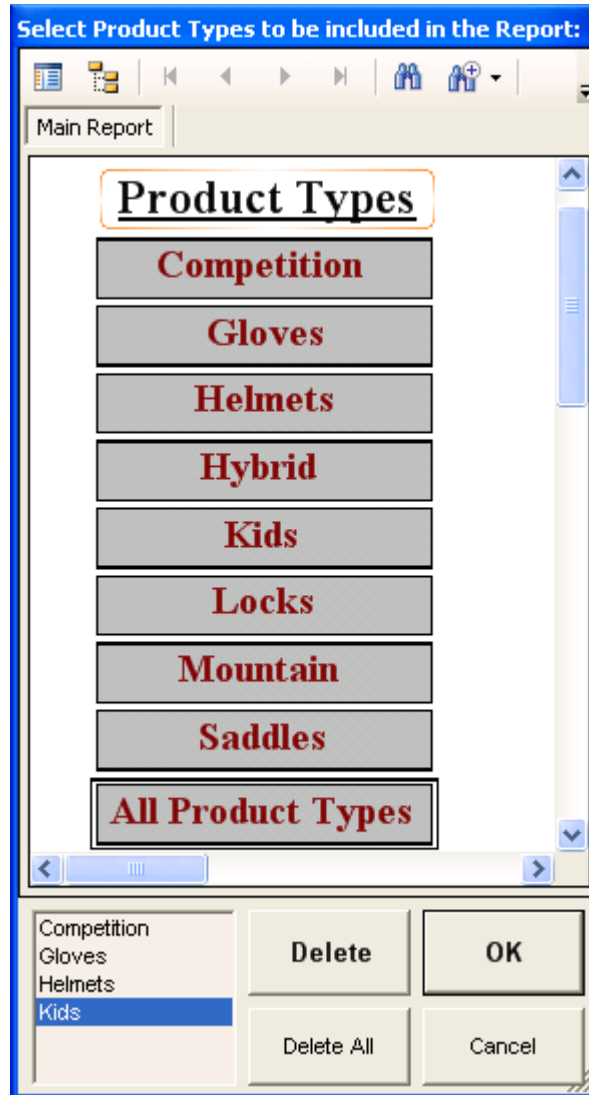 Select Product Types to be included in the Report:
Main Report
Product Types
Competition
Gloves
Helmets
Hybrid
Kids
Locks
Mountain
Saddles
All Product Types
Competition
Gloves
Helmets
Kids
Delete
OK
Delete All
Cancel